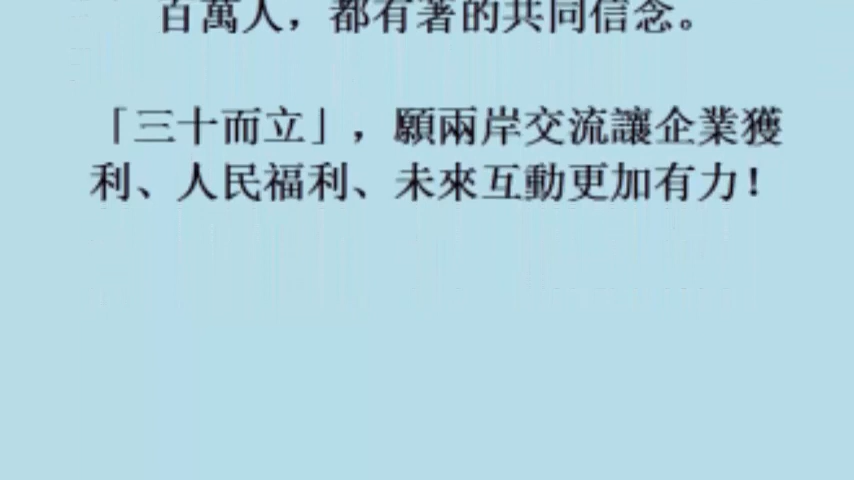 百萬人，都有著的共同信念。
「三十而立」，願兩岸交流讓企業獲
利、人民福利、未來互動更加有力！